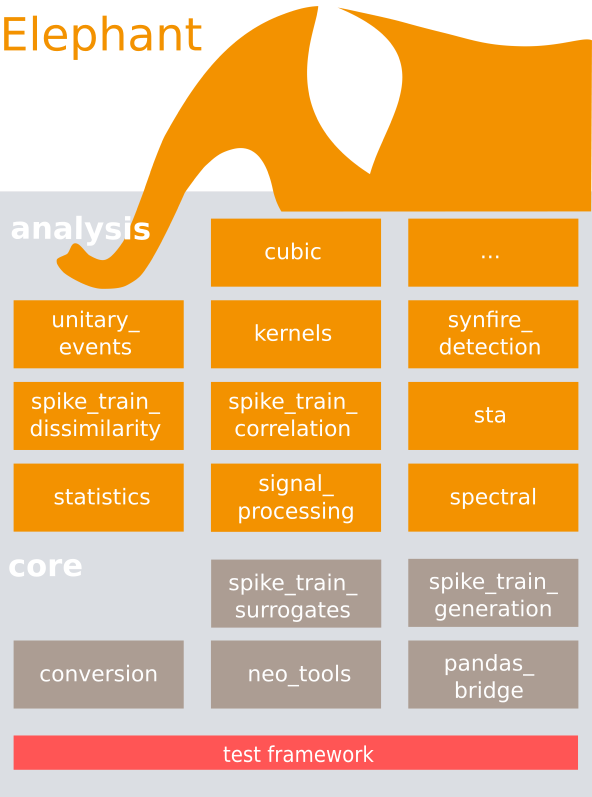 Elephant
analysis
cubic
...
unitary_
events
kernels
synfire_
detection
spike_train_
dissimilarity
spike_train_
correlation
sta
statistics
signal_
processing
spectral
core
spike_train_
surrogates
spike_train_
generation
conversion
neo_tools
pandas_
bridge
test framework